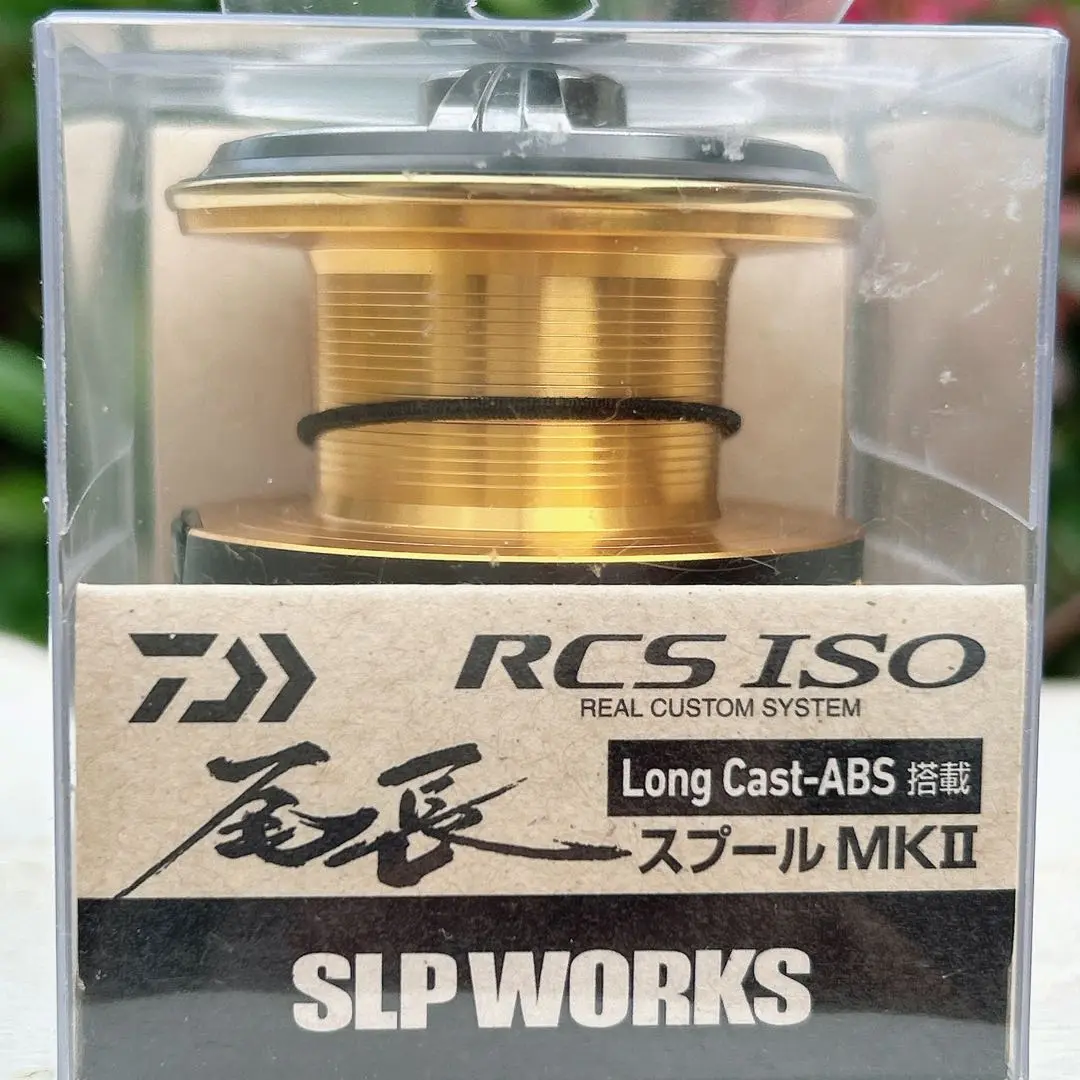 RCS ISO
REAL CUSTOM SYSTEM
尾長
Long Cast-ABS 搭載
スプール MKⅡ
SLP WORKS